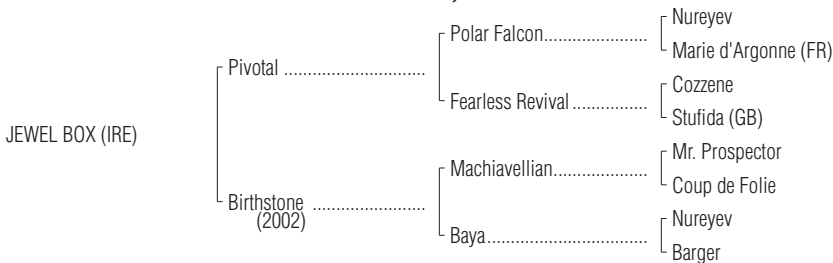 Nureyev
Polar Falcon
Marie d'Argonne (FR)
Pivotal
Cozzene
Fearless Revival
Stufida (GB)
JEWEL BOX (IRE)
Mr. Prospector
Machiavellian
Coup de Folie
Birthstone
(2002)
Nureyev
Baya
Barger